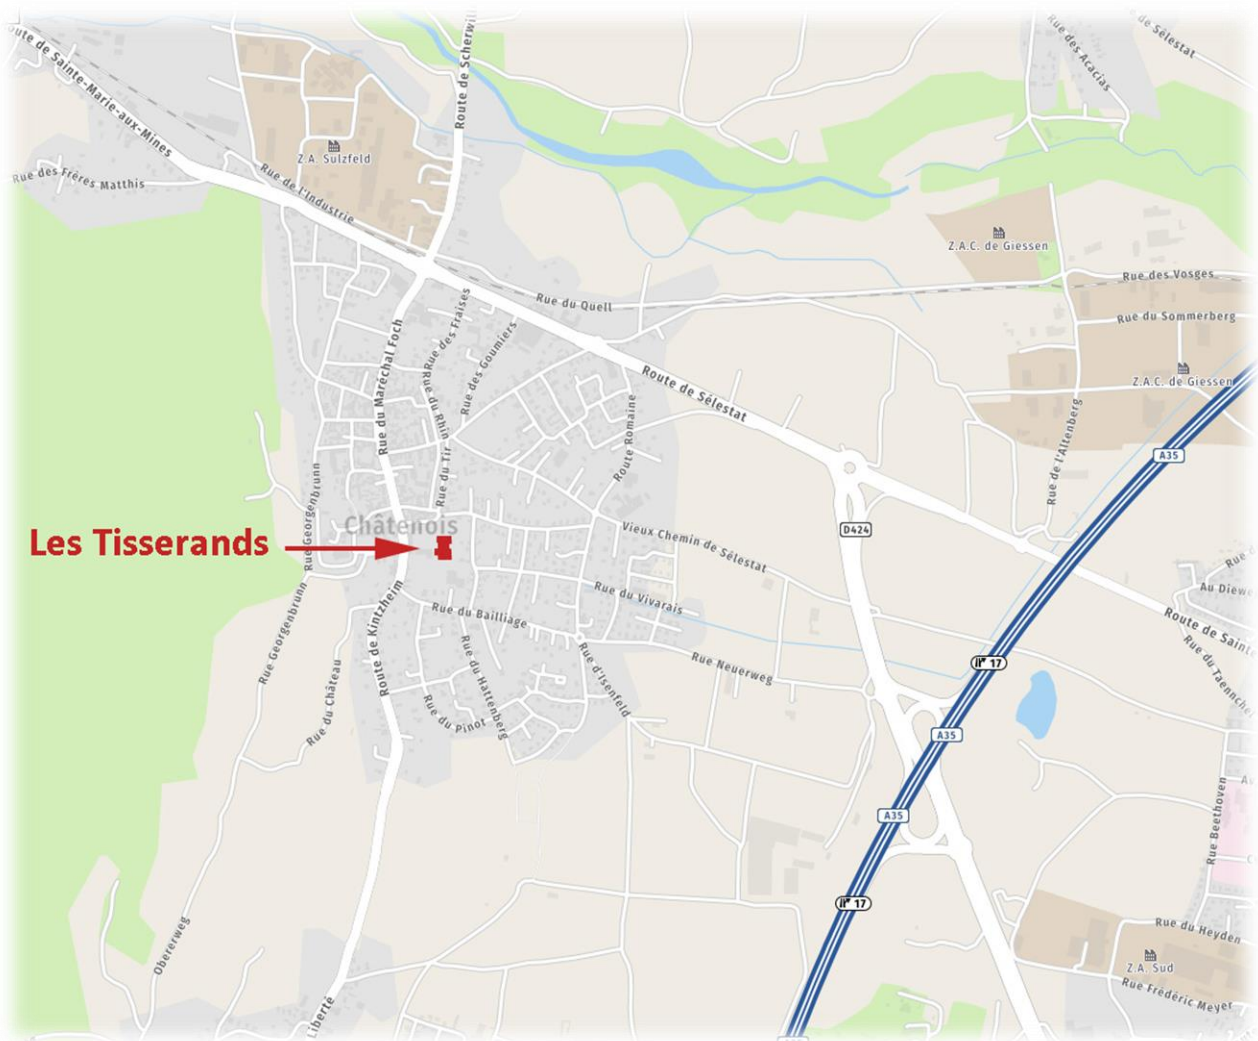 Route de Sainte-Marie-aux-Mines
Route de Scherwill
Rue des Acacias
de Sélestat
Z.A. Sulzfeld
Rue des Frères Matthis
Rue de l'Industrie
Z.A.C. de Giessen
Rue des Vosges
Rue du Quell
Rue du Sommerberg
Rue des Fraises
Rue du Maréchal Foch
Rue des Goumiers
Route de Sélestat
Z.A.C. de Giessen
Rue du Rhin
Route Romaine
Rue de l'Altenberg
A35
Rue du Tir
Rue Georgenbrunn
Châtenois
Vieux Chemin de Sélestat
D424
Les Tisserands
Rue du Vivarais
Au Diewe
Rue du Bailliage
Route de Sainte
Rue Georgenbrunn
Route de Kintzheim
Rue du Château
Rue du Hattenberg
Rue d'Isenfeld
Rue Neuerweg
17
Rue du Taennche
Rue du Pinot
A35
A35
Rue Beethoven
17
Obererweg
Rue du Heyden
Z.A. Sud
Rue Frédéric Meyer
Liberté